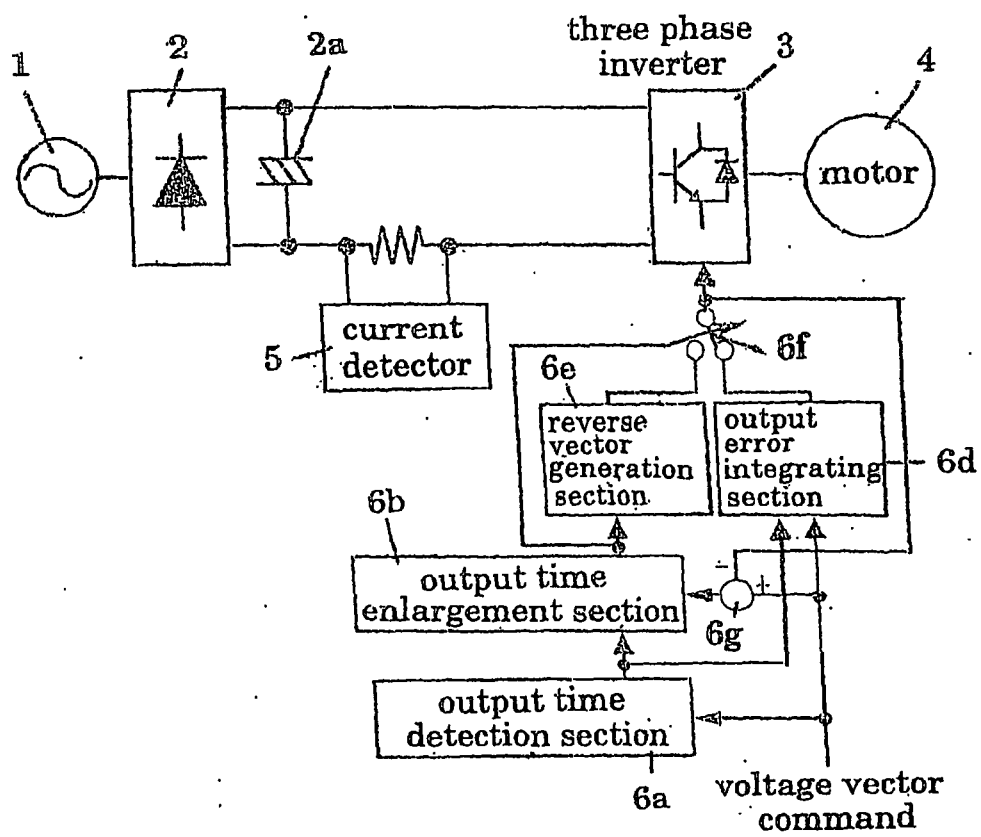 1
2
2a
three phase
inverter
3
4
motor
current
detector
5
6f
6e
reverse
vector
generation
section
output
error
integrating
section
6d
6b
output time
enlargement section
-
+
6g
output time
detection section
6a
voltage vector
command